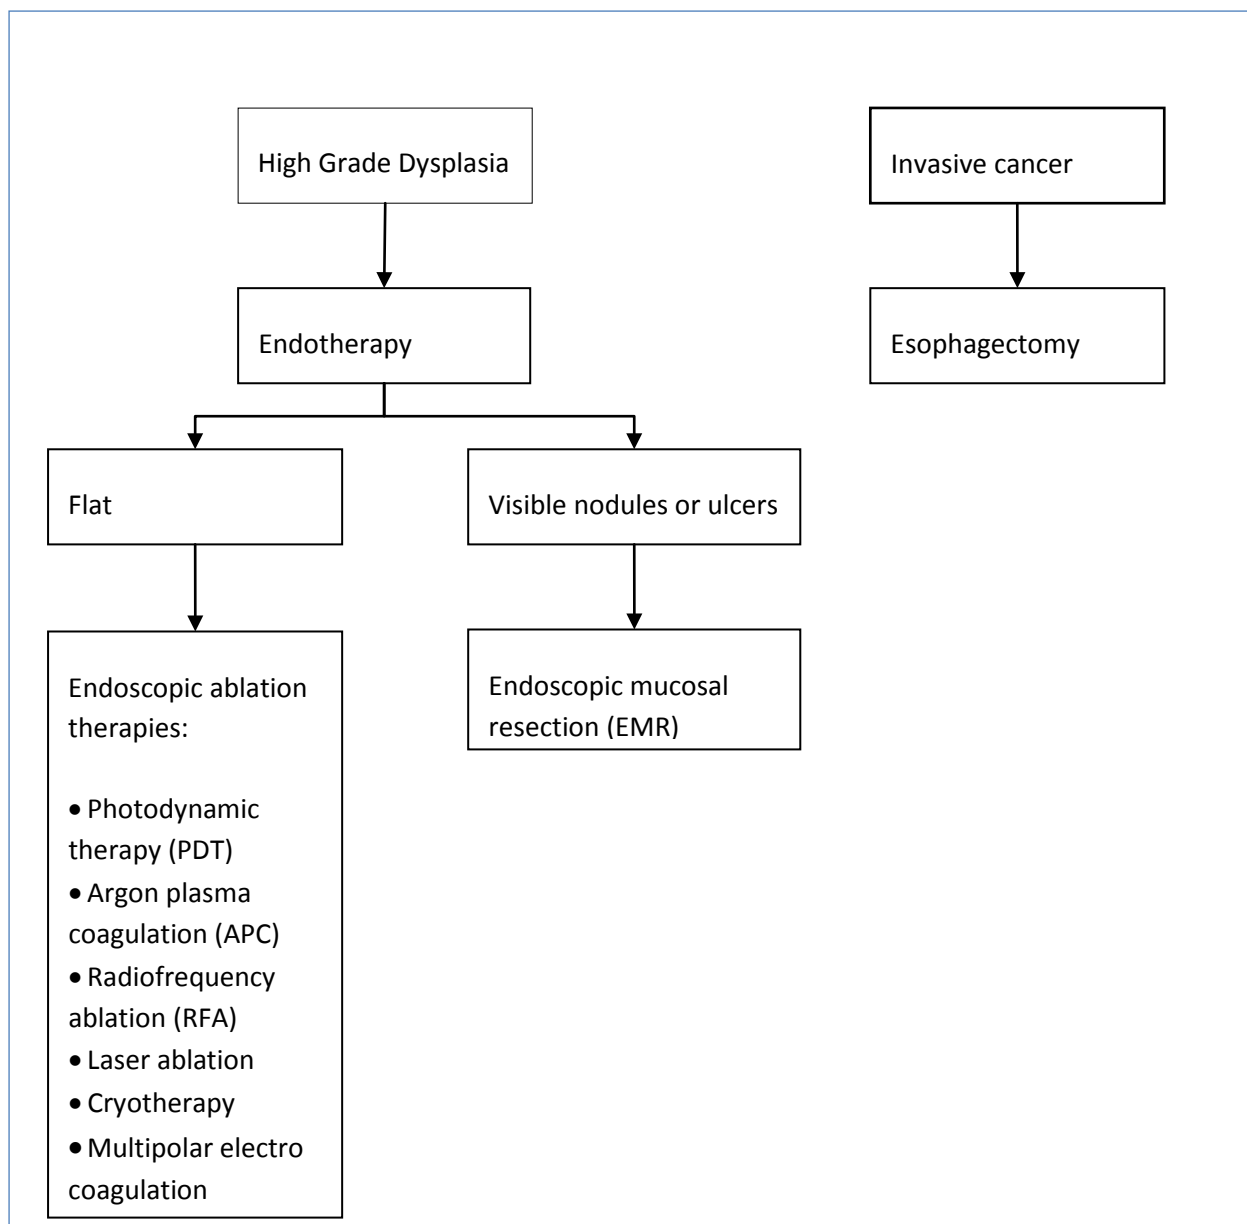 High Grade Dysplasia
Invasive cancer
Endotherapy
Esophagectomy
Flat
Visible nodules or ulcers
Endoscopic ablation
therapies:
• Photodynamic
therapy (PDT)
• Argon plasma
coagulation (APC)
• Radiofrequency
ablation (RFA)
• Laser ablation
• Cryotherapy
• Multipolar electro
coagulation
Endoscopic mucosal
resection (EMR)